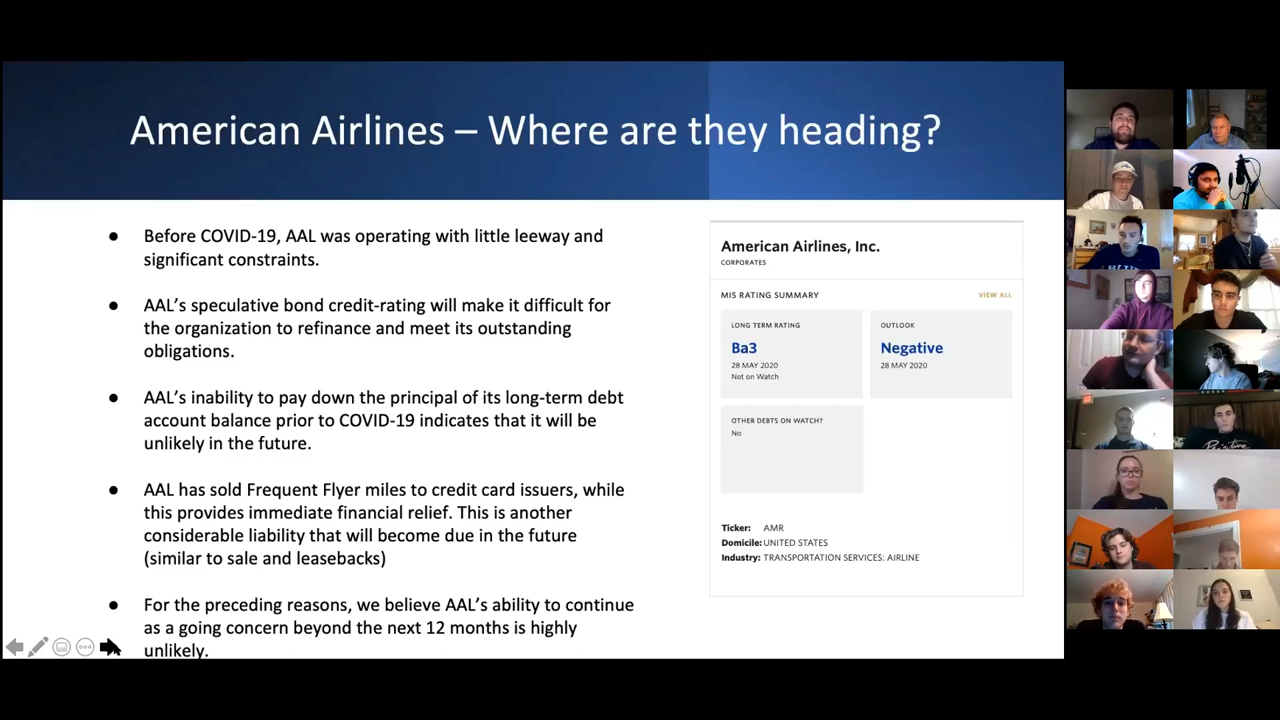 American Airlines – Where are they heading?
● Before COVID-19, AAL was operating with little leeway and
significant constraints.
● AAL's speculative bond credit-rating will make it difficult for
the organization to refinance and meet its outstanding
obligations.
● AAL's inability to pay down the principal of its long-term debt
account balance prior to COVID-19 indicates that it will be
unlikely in the future.
● AAL has sold Frequent Flyer miles to credit card issuers, while
this provides immediate financial relief. This is another
considerable liability that will become due in the future
(similar to sale and leasebacks)
● For the preceding reasons, we believe AAL's ability to continue
as a going concern beyond the next 12 months is highly
unlikely.
American Airlines, Inc.
CORPORATES
MIS RATING SUMMARY VIEW ALL
LONG TERM RATING
Ba3
28 MAY 2020
Not on Watch
OUTLOOK
Negative
28 MAY 2020
OTHER DEBTS ON WATCH?
No
Ticker: AMR
Domicile: UNITED STATES
Industry: TRANSPORTATION SERVICES: AIRLINE